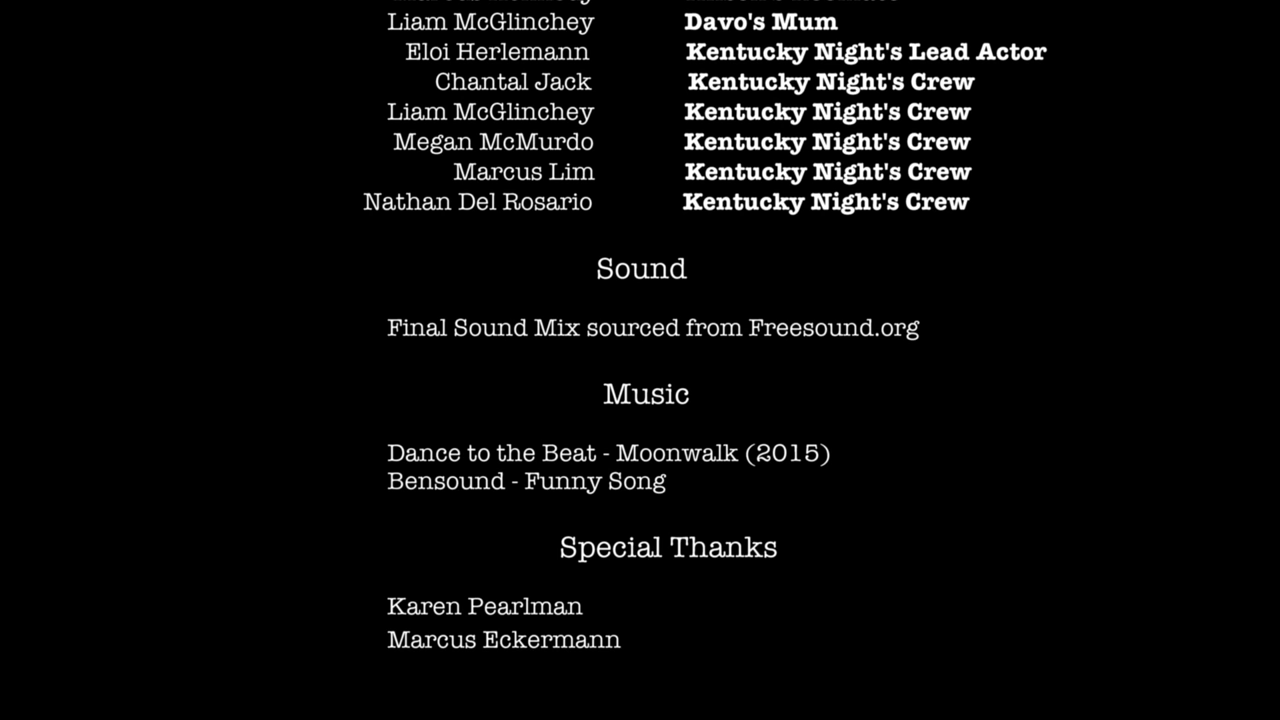 Liam McGlinchey Davo's Mum
Eloi Herlemann Kentucky Night's Lead Actor
Chantal Jack Kentucky Night's Crew
Liam McGlinchey Kentucky Night's Crew
Megan McMurdo Kentucky Night's Crew
Marcus Lim Kentucky Night's Crew
Nathan Del Rosario Kentucky Night's Crew
Sound
Final Sound Mix sourced from Freesound.org
Music
Dance to the Beat - Moonwalk (2015)
Bensound - Funny Song
Special Thanks
Karen Pearlman
Marcus Eckermann